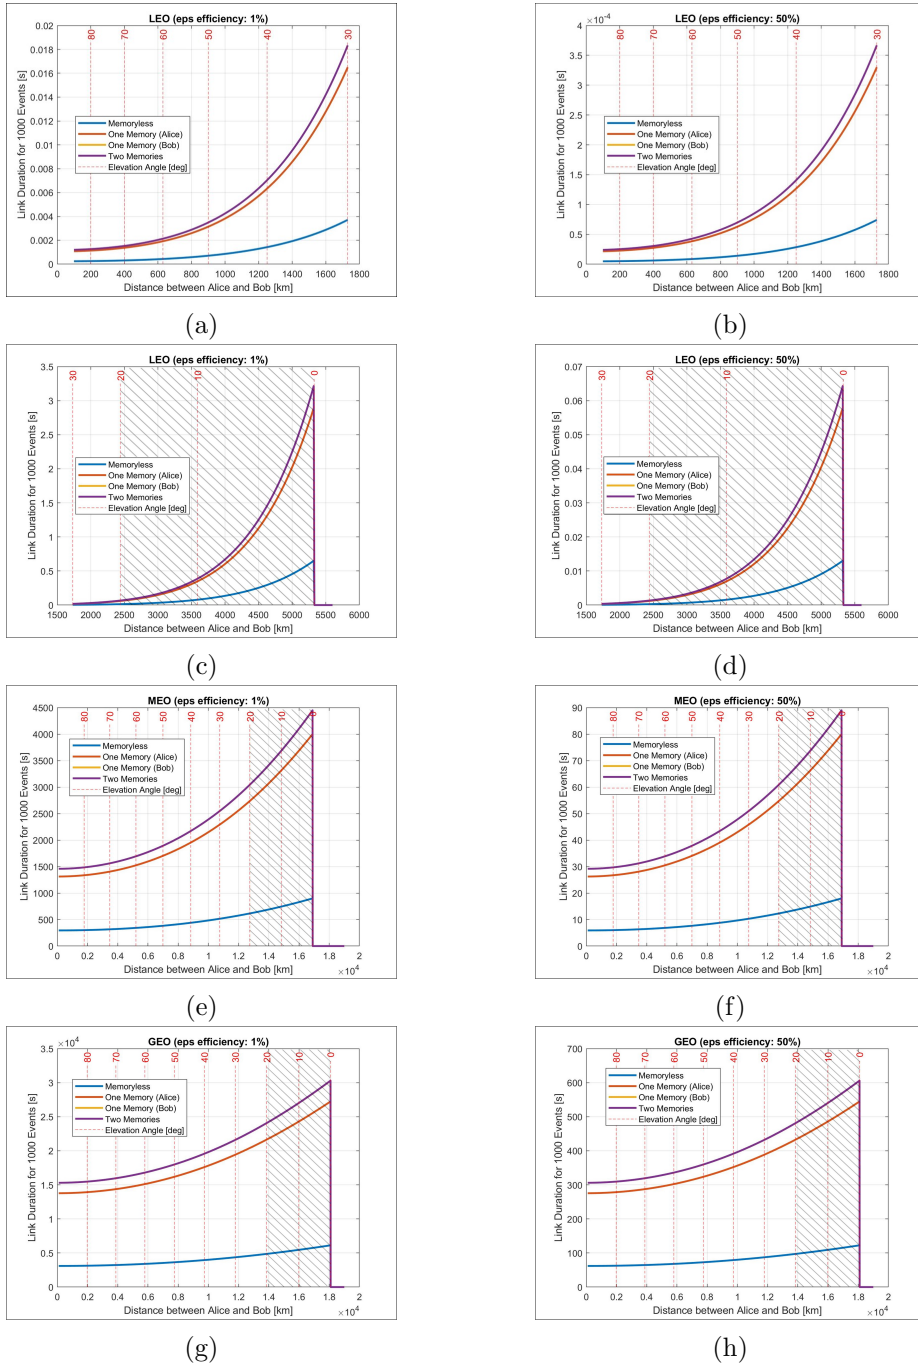 LEO (eps efficiency: 1%)
Link Duration for 1000 Events [s]
0.02
0.018
0.016
0.014
0.012
0.01
0.008
0.006
0.004
0.002
0
80
70
60
50
40
30
Memoryless
One Memory (Alice)
One Memory (Bob)
Two Memories
Elevation Angle [deg]
0 200 400 600 800 1000 1200 1400 1600 1800
Distance between Alice and Bob [km]
(a)
LEO (eps efficiency: 50%)
×10⁻⁴
Link Duration for 1000 Events [s]
4
3.5
3
2.5
2
1.5
1
0.5
0
80
70
60
50
40
30
Memoryless
One Memory (Alice)
One Memory (Bob)
Two Memories
Elevation Angle [deg]
0 200 400 600 800 1000 1200 1400 1600 1800
Distance between Alice and Bob [km]
(b)
LEO (eps efficiency: 1%)
Link Duration for 1000 Events [s]
3.5
3
2.5
2
1.5
1
0.5
0
30
20
10
0
Memoryless
One Memory (Alice)
One Memory (Bob)
Two Memories
Elevation Angle [deg]
1500 2000 2500 3000 3500 4000 4500 5000 5500 6000
Distance between Alice and Bob [km]
(c)
LEO (eps efficiency: 50%)
Link Duration for 1000 Events [s]
0.07
0.06
0.05
0.04
0.03
0.02
0.01
0
30
20
10
0
Memoryless
One Memory (Alice)
One Memory (Bob)
Two Memories
Elevation Angle [deg]
1500 2000 2500 3000 3500 4000 4500 5000 5500 6000
Distance between Alice and Bob [km]
(d)
MEO (eps efficiency: 1%)
Link Duration for 1000 Events [s]
4500
4000
3500
3000
2500
2000
1500
1000
500
0
80
70
60
50
40
30
20
10
0
Memoryless
One Memory (Alice)
One Memory (Bob)
Two Memories
Elevation Angle [deg]
0 0.2 0.4 0.6 0.8 1 1.2 1.4 1.6 1.8 2
Distance between Alice and Bob [km]
×10⁴
(e)
MEO (eps efficiency: 50%)
Link Duration for 1000 Events [s]
90
80
70
60
50
40
30
20
10
0
80
70
60
50
40
30
20
10
0
Memoryless
One Memory (Alice)
One Memory (Bob)
Two Memories
Elevation Angle [deg]
0 0.2 0.4 0.6 0.8 1 1.2 1.4 1.6 1.8 2
Distance between Alice and Bob [km]
×10⁴
(f)
GEO (eps efficiency: 1%)
×10⁴
Link Duration for 1000 Events [s]
3.5
3
2.5
2
1.5
1
0.5
0
80
70
60
50
40
30
20
10
0
Memoryless
One Memory (Alice)
One Memory (Bob)
Two Memories
Elevation Angle [deg]
0 0.2 0.4 0.6 0.8 1 1.2 1.4 1.6 1.8 2
Distance between Alice and Bob [km]
×10⁴
(g)
GEO (eps efficiency: 50%)
Link Duration for 1000 Events [s]
700
600
500
400
300
200
100
0
80
70
60
50
40
30
20
10
0
Memoryless
One Memory (Alice)
One Memory (Bob)
Two Memories
Elevation Angle [deg]
0 0.2 0.4 0.6 0.8 1 1.2 1.4 1.6 1.8 2
Distance between Alice and Bob [km]
×10⁴
(h)